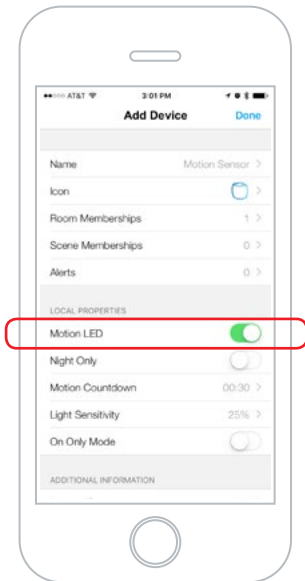 AT&T 3:01 PM
Add Device Done
Name Motion Sensor
Icon
Room Memberships 1
Scene Memberships 0
Alerts 0
LOCAL PROPERTIES
Motion LED
Night Only
Motion Countdown 00:30
Light Sensitivity 25%
On Only Mode
ADDITIONAL INFORMATION